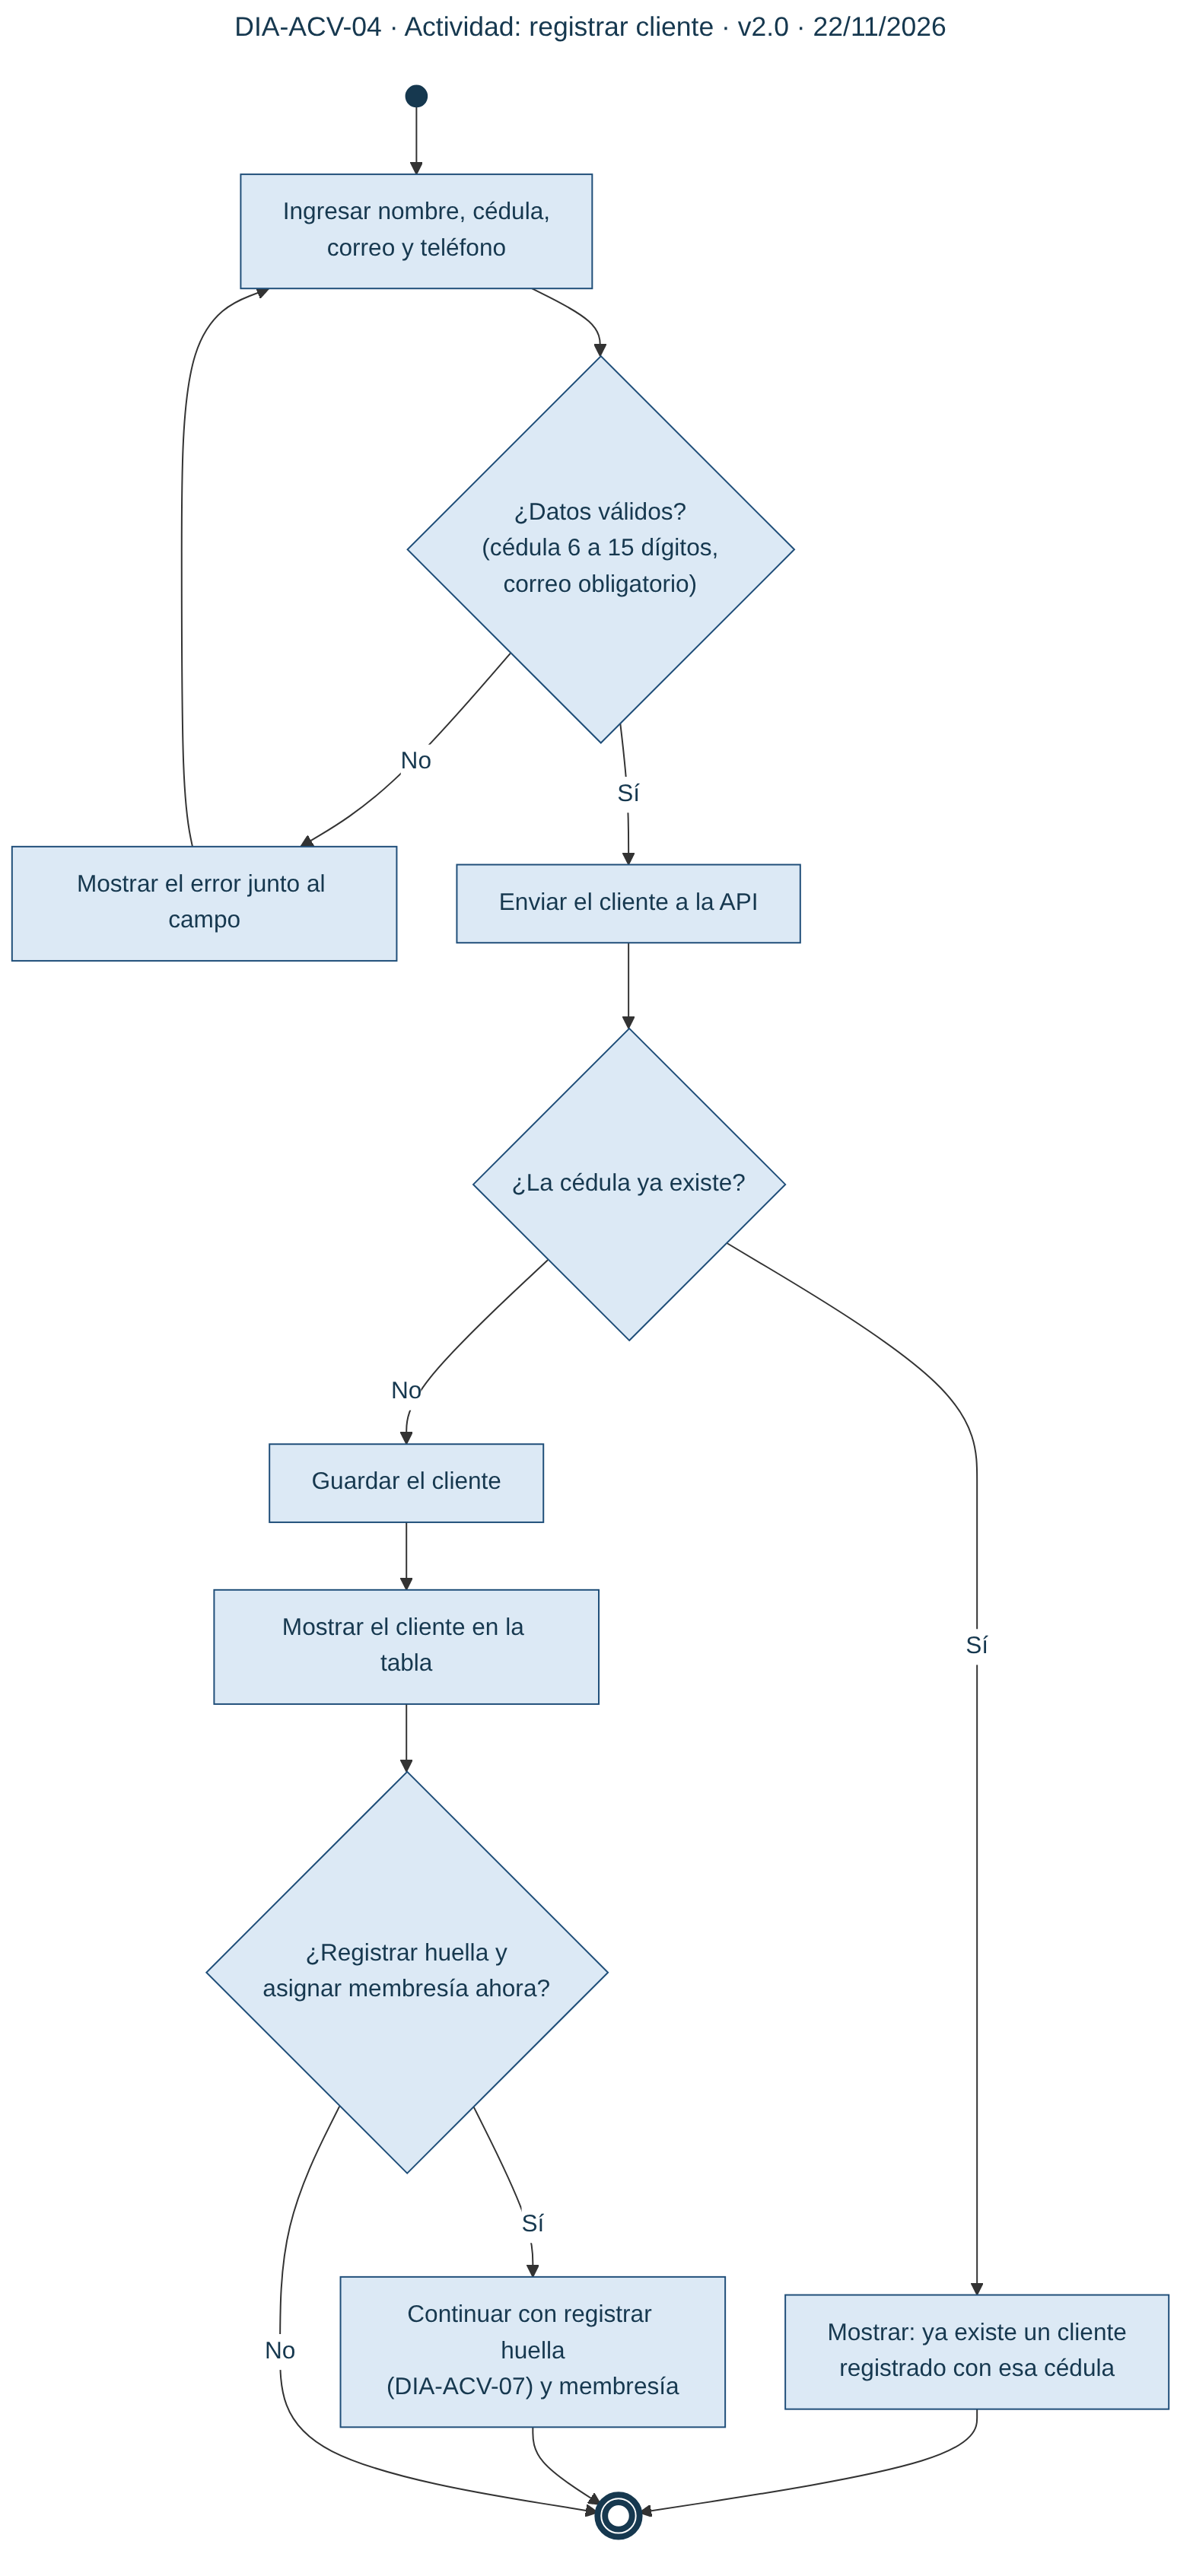 DIA-ACV-04 · Actividad: registrar cliente · v2.0 · 22/11/2026
Ingresar nombre, cédula,
correo y teléfono
¿Datos válidos?
(cédula 6 a 15 dígitos,
correo obligatorio)
No
Sí
Mostrar el error junto al
campo
Enviar el cliente a la API
¿La cédula ya existe?
No
Guardar el cliente
Mostrar el cliente en la
tabla
Sí
¿Registrar huella y
asignar membresía ahora?
Sí
No
Continuar con registrar
huella
(DIA-ACV-07) y membresía
Mostrar: ya existe un cliente
registrado con esa cédula